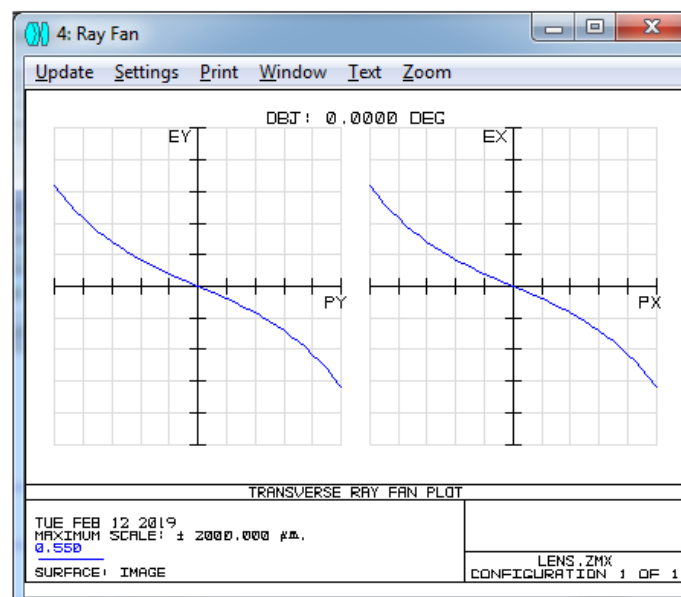 4: Ray Fan
Update Settings Print Window Text Zoom
OBJ: 0.0000 DEG
EY
PY
EX
PX
TRANSVERSE RAY FAN PLOT
TUE FEB 12 2019
MAXIMUM SCALE: ± 2000.000 µm.
0.550
SURFACE: IMAGE
LENS.ZMX
CONFIGURATION 1 OF 1